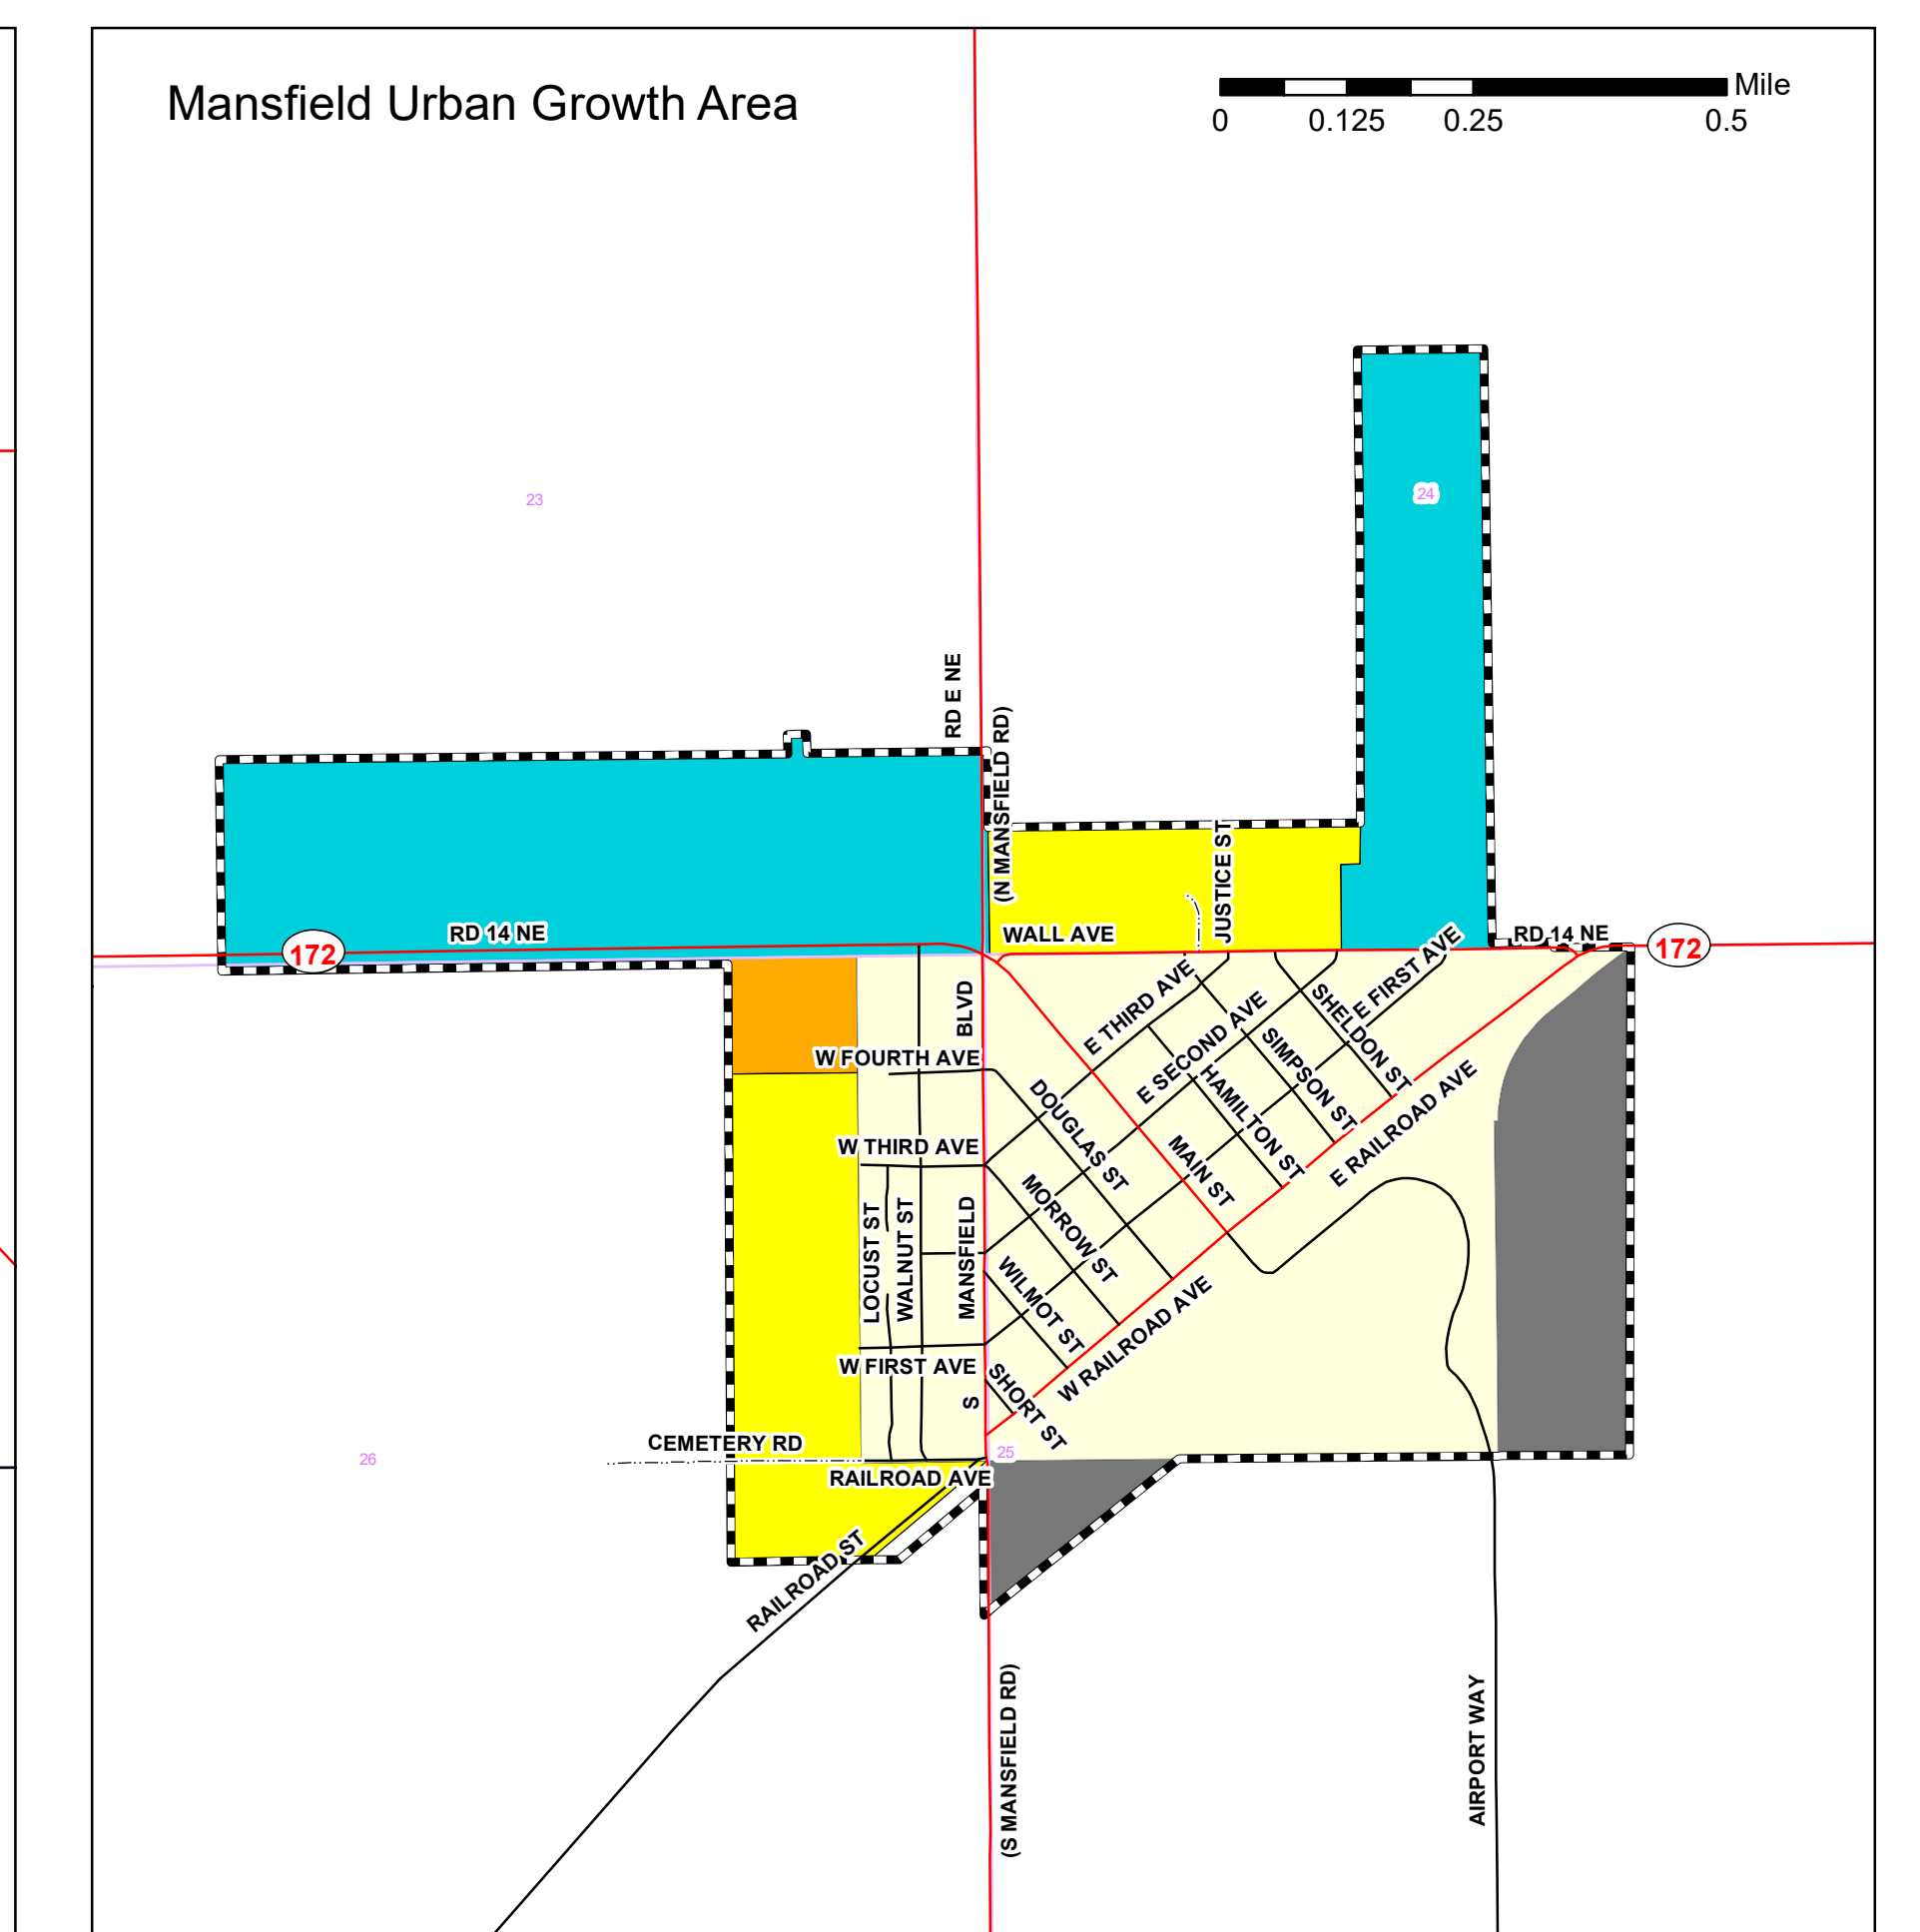 Mansfield Urban Growth Area
Mile
0 0.125 0.25 0.5
23
24
RD E NE
(N MANSFIELD RD)
JUSTICE ST
RD 14 NE
172
WALL AVE
RD 14 NE
172
BLVD
E THIRD AVE
E SECOND AVE
E FIRST AVE
SHELDON ST
SIMPSON ST
HAMILTON ST
MAIN ST
DOUGLAS ST
MORROW ST
WILMOT ST
SHORT ST
E RAILROAD AVE
W RAILROAD AVE
W FOURTH AVE
W THIRD AVE
LOCUST ST
WALNUT ST
MANSFIELD
W FIRST AVE
S
CEMETERY RD
RAILROAD AVE
25
26
RAILROAD ST
(S MANSFIELD RD)
AIRPORT WAY